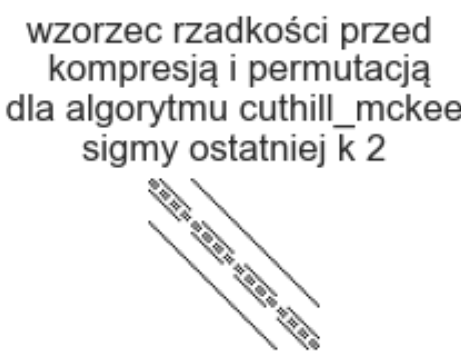 wzorzec rzadkości przed
kompresją i permutacją
dla algorytmu cuthill_mckee
sigmy ostatniej k 2